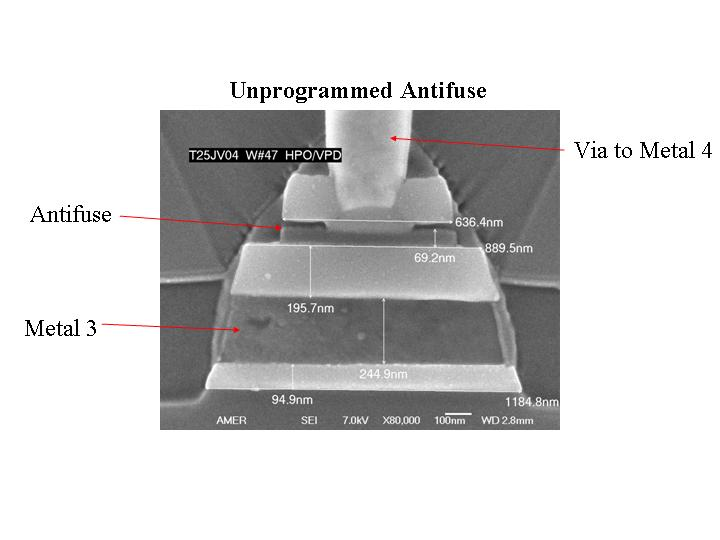 Unprogrammed Antifuse
T25JV04 W#47 HPO/VPD
Via to Metal 4
Antifuse
636.4nm
889.5nm
69.2nm
195.7nm
Metal 3
244.9nm
94.9nm
1184.8nm
AMER SEI 7.0kV X80,000 100nm WD 2.8mm